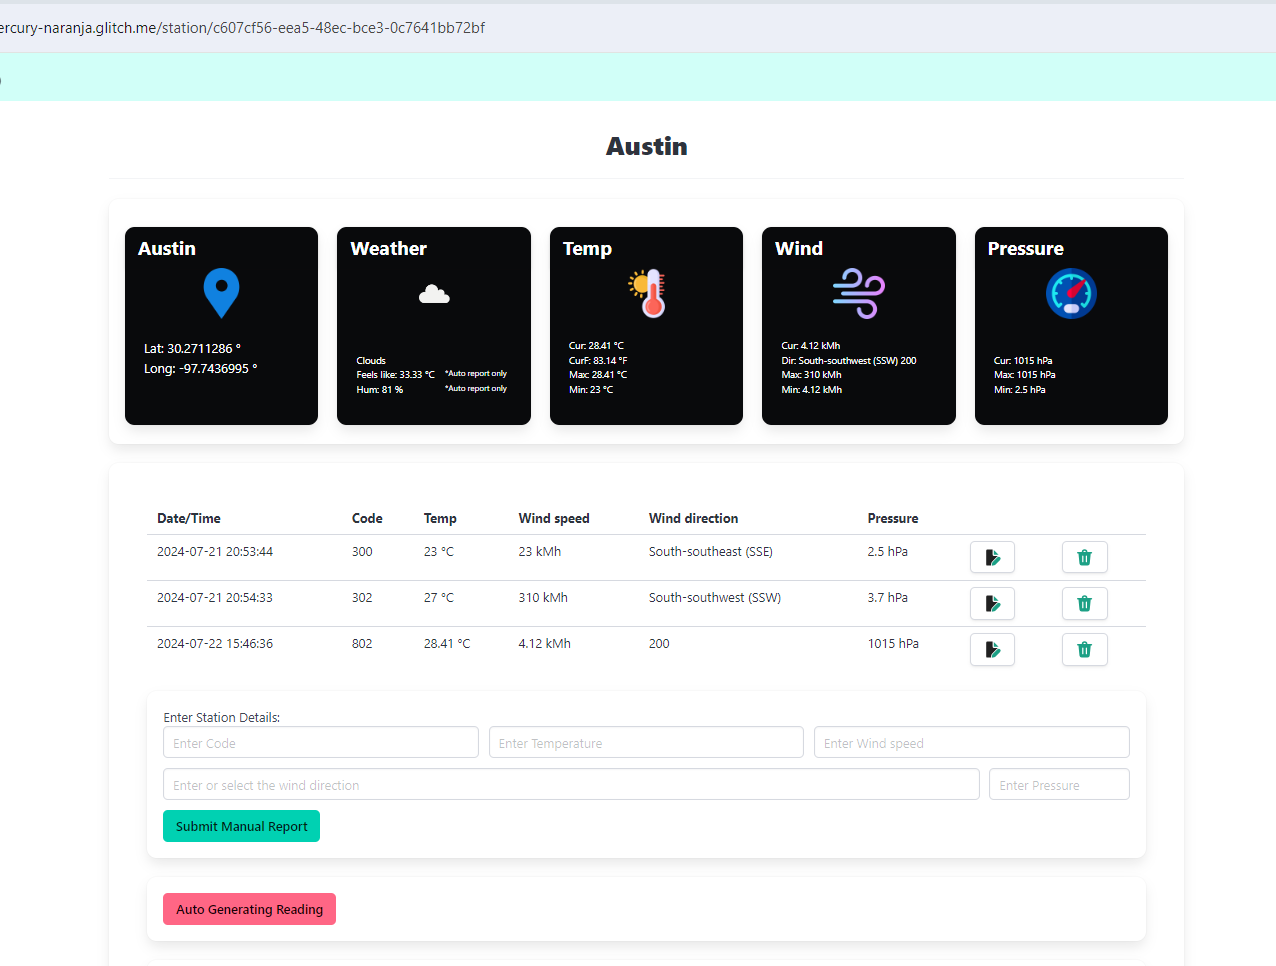 ercury-naranja.glitch.me/station/c607cf56-eea5-48ec-bce3-0c7641bb72bf
Austin
Austin
Lat: 30.2711286 °
Long: -97.7436995 °
Weather
Clouds
Feels like: 33.33 °C *Auto report only
Hum: 81 % *Auto report only
Temp
Cur: 28.41 °C
CurF: 83.14 °F
Max: 28.41 °C
Min: 23 °C
Wind
Cur: 4.12 kMh
Dir: South-southwest (SSW) 200
Max: 310 kMh
Min: 4.12 kMh
Pressure
Cur: 1015 hPa
Max: 1015 hPa
Min: 2.5 hPa
Date/Time Code Temp Wind speed Wind direction Pressure
2024-07-21 20:53:44 300 23 °C 23 kMh South-southeast (SSE) 2.5 hPa
2024-07-21 20:54:33 302 27 °C 310 kMh South-southwest (SSW) 3.7 hPa
2024-07-22 15:46:36 802 28.41 °C 4.12 kMh 200 1015 hPa
Enter Station Details:
Enter Code Enter Temperature Enter Wind speed
Enter or select the wind direction Enter Pressure
Submit Manual Report
Auto Generating Reading